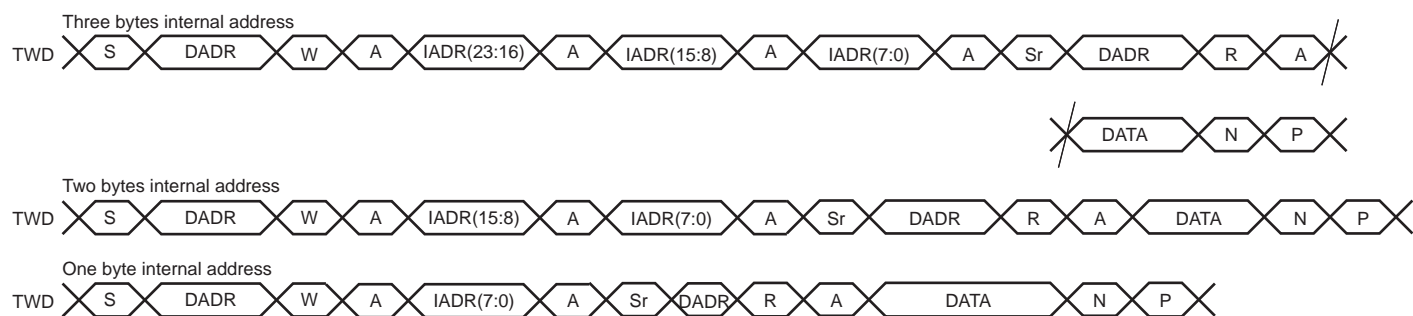 Three bytes internal address
TWD S DADR W A IADR(23:16) A IADR(15:8) A IADR(7:0) A Sr DADR R A
DATA N P
Two bytes internal address
TWD S DADR W A IADR(15:8) A IADR(7:0) A Sr DADR R A DATA N P
One byte internal address
TWD S DADR W A IADR(7:0) A Sr DADR R A DATA N P